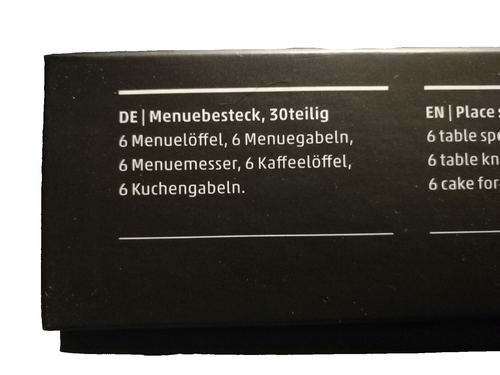 DE | Menuebesteck, 30teilig
6 Menuelöffel, 6 Menuegabeln,
6 Menuemesser, 6 Kaffeelöffel,
6 Kuchengabeln.
EN | Place
6 table
6 table
6 cake